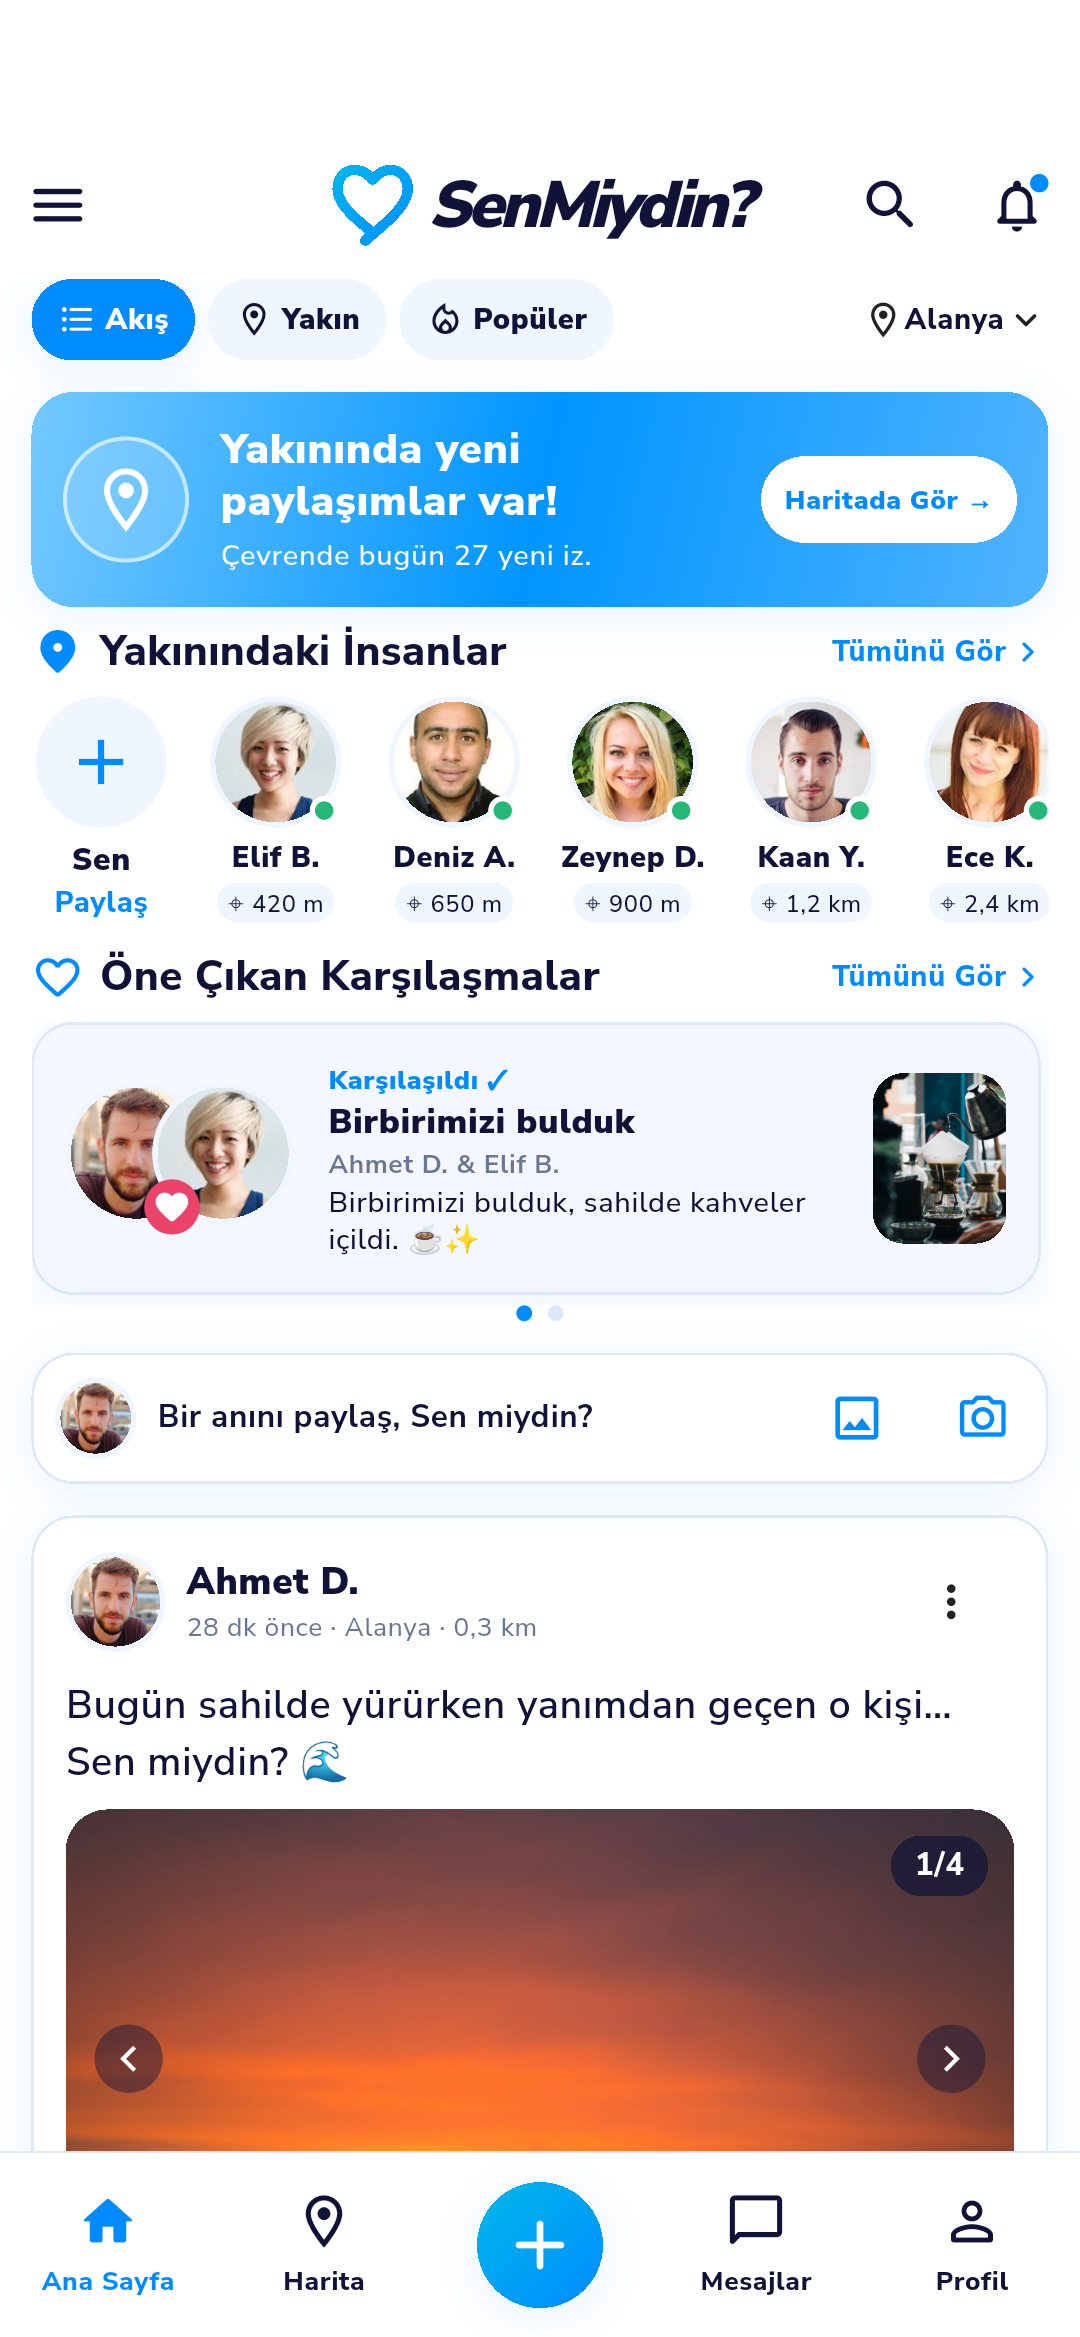 SenMiydin?
Akış
Yakın
Popüler
Alanya
Yakınında yeni
paylaşımlar var!
Çevrende bugün 27 yeni iz.
Haritada Gör →
Yakınındaki İnsanlar
Tümünü Gör
Sen
Paylaş
Elif B.
420 m
Deniz A.
650 m
Zeynep D.
900 m
Kaan Y.
1,2 km
Ece K.
2,4 km
Öne Çıkan Karşılaşmalar
Tümünü Gör
Karşılaşıldı ✓
Birbirimizi bulduk
Ahmet D. & Elif B.
Birbirimizi bulduk, sahilde kahveler
içildi. ☕✨
Bir anını paylaş, Sen miydin?
Ahmet D.
28 dk önce · Alanya · 0,3 km
Bugün sahilde yürürken yanımdan geçen o kişi...
Sen miydin? 🌊
1/4
Ana Sayfa
Harita
Mesajlar
Profil